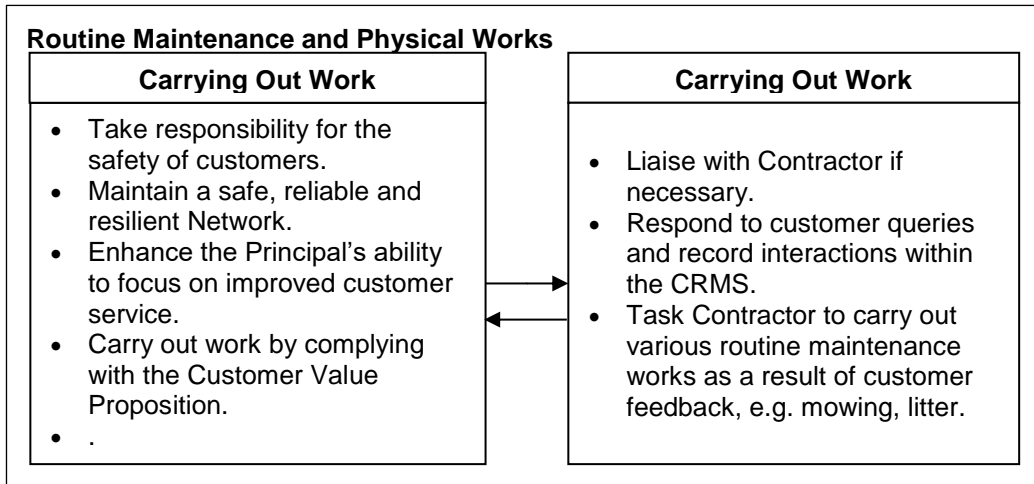 Routine Maintenance and Physical Works
Carrying Out Work
• Take responsibility for the
safety of customers.
• Maintain a safe, reliable and
resilient Network.
• Enhance the Principal’s ability
to focus on improved customer
service.
• Carry out work by complying
with the Customer Value
Proposition.
• .
Carrying Out Work
• Liaise with Contractor if
necessary.
• Respond to customer queries
and record interactions within
the CRMS.
• Task Contractor to carry out
various routine maintenance
works as a result of customer
feedback, e.g. mowing, litter.